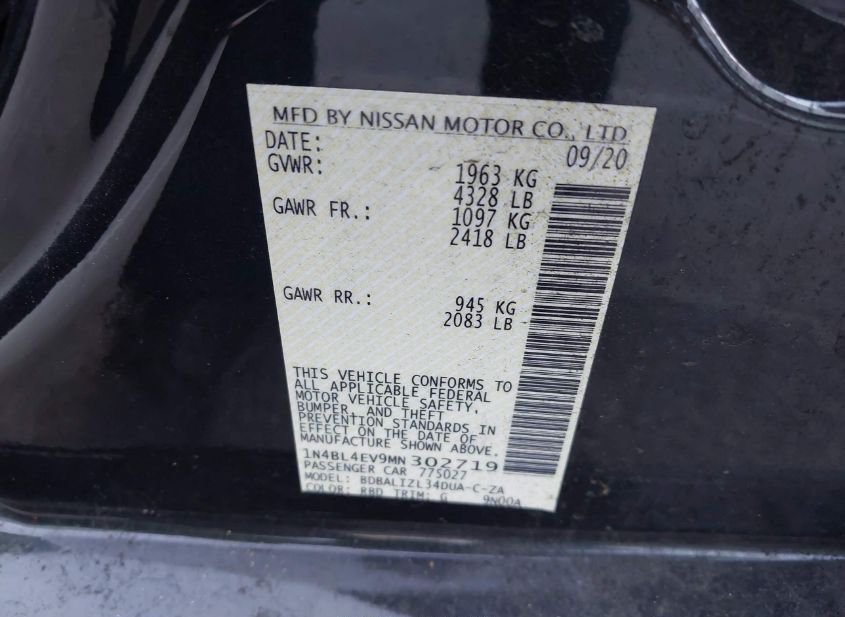 MFD BY NISSAN MOTOR CO., LTD
DATE: 09/20
GVWR: 1963 KG
4328 LB
GAWR FR.: 1097 KG
2418 LB
GAWR RR.: 945 KG
2083 LB
THIS VEHICLE CONFORMS TO
ALL APPLICABLE FEDERAL
MOTOR VEHICLE SAFETY,
BUMPER, AND THEFT
PREVENTION STANDARDS IN
EFFECT ON THE DATE OF
MANUFACTURE SHOWN ABOVE.
1N4BL4EV9MN302719
PASSENGER CAR 775027
MODEL: BDBALIZL34DUA-C-ZA
COLOR: RBD TRIM: G 9N00A